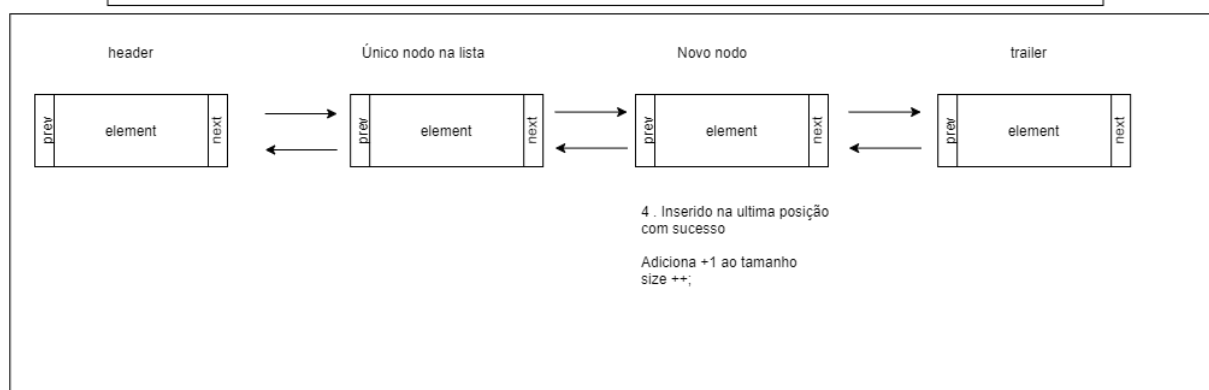 header
Único nodo na lista
Novo nodo
trailer
prev
element
next
prev
element
next
prev
element
next
prev
element
next
4 . Inserido na ultima posição
com sucesso
Adiciona +1 ao tamanho
size ++;